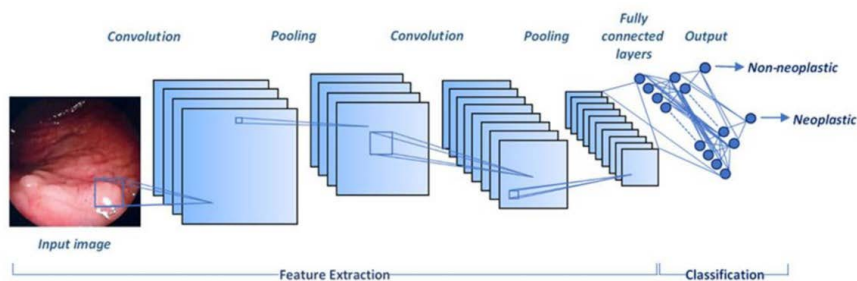 Convolution
Pooling
Convolution
Pooling
Fully
connected
layers
Output
Non-neoplastic
Neoplastic
Input image
Feature Extraction
Classification